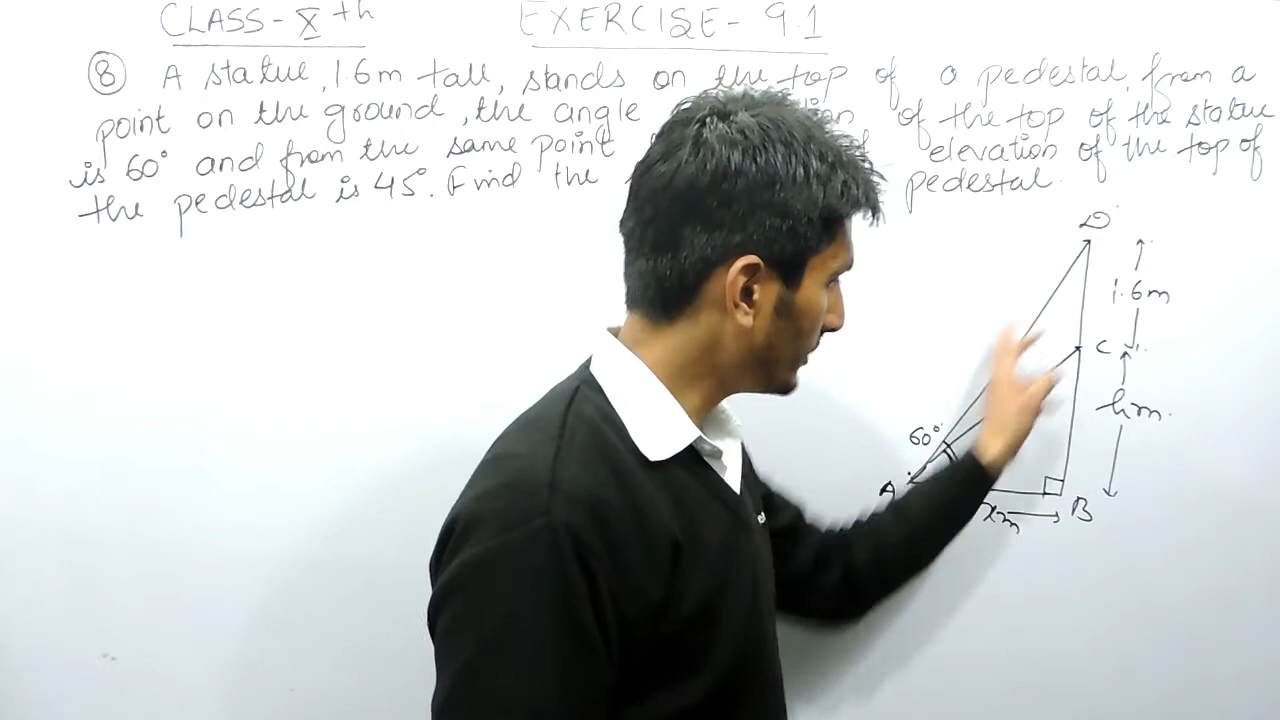 CLASS - Xth EXERCISE - 9.1
8 A statue, 1.6m tall, stands on the top of a pedestal, from a
point on the ground, the angle of the top of the statue
is 60° and from the same point elevation of the top of
the pedestal is 45°. Find the pedestal.
D
1.6m
C
hm.
60°
A
xm
B